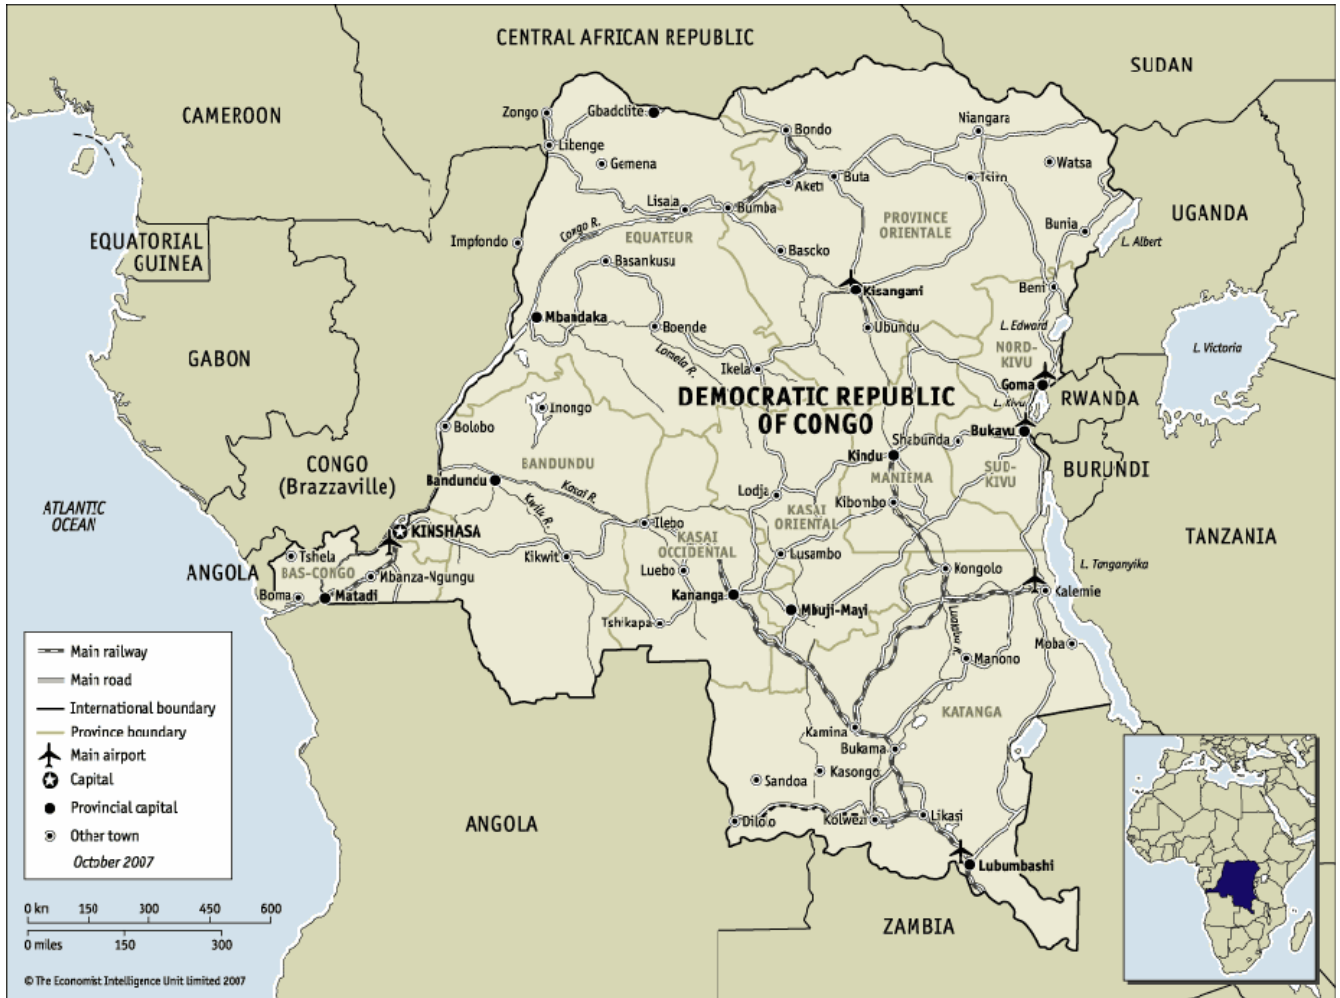 CENTRAL AFRICAN REPUBLIC
SUDAN
CAMEROON
Zongo
Gbadclite
Bordo
Niangara
Libenge
Gemena
Watsa
Aketi
Buta
Tsiro
Lisala
Bumba
PROVINCE
ORIENTALE
UGANDA
EQUATORIAL
GUINEA
Impfondo
Congo R.
EQUATEUR
Bascko
Bunia
L. Albert
Basankusu
Kisangani
Beni
Mbandaka
Boende
Ubundu
L. Edward
GABON
Lomela R.
Ikela
NORD-
KIVU
L. Victoria
DEMOCRATIC REPUBLIC
OF CONGO
Goma
L. Kivu
RWANDA
Inongo
Bolobo
Shabunda
Bukavu
CONGO
(Brazzaville)
BANDUNDU
Kindu
MANIEMA
SUD-
KIVU
BURUNDI
Bandundu
Kasai R.
Kwilu R.
Lodja
Kibombo
ATLANTIC
OCEAN
KINSHASA
Ilebo
KASAI
OCCIDENTAL
KASAI
ORIENTAL
TANZANIA
Tshela
BAS-CONGO
Kikwit
Lusambo
ANGOLA
Mbanza-Ngungu
Luebo
Kongolo
L. Tanganyika
Boma
Matadi
Kananga
Mbuji-Mayi
Kalemie
Tshikapa
Moba
Manono
KATANGA
Kamina
Bukama
Sandoa
Kasongo
Dilolo
Kolwezi
Likasi
ANGOLA
Lubumbashi
ZAMBIA
Main railway
Main road
International boundary
Province boundary
Main airport
Capital
Provincial capital
Other town
October 2007
0 km 150 300 450 600
0 miles 150 300
© The Economist Intelligence Unit limited 2007